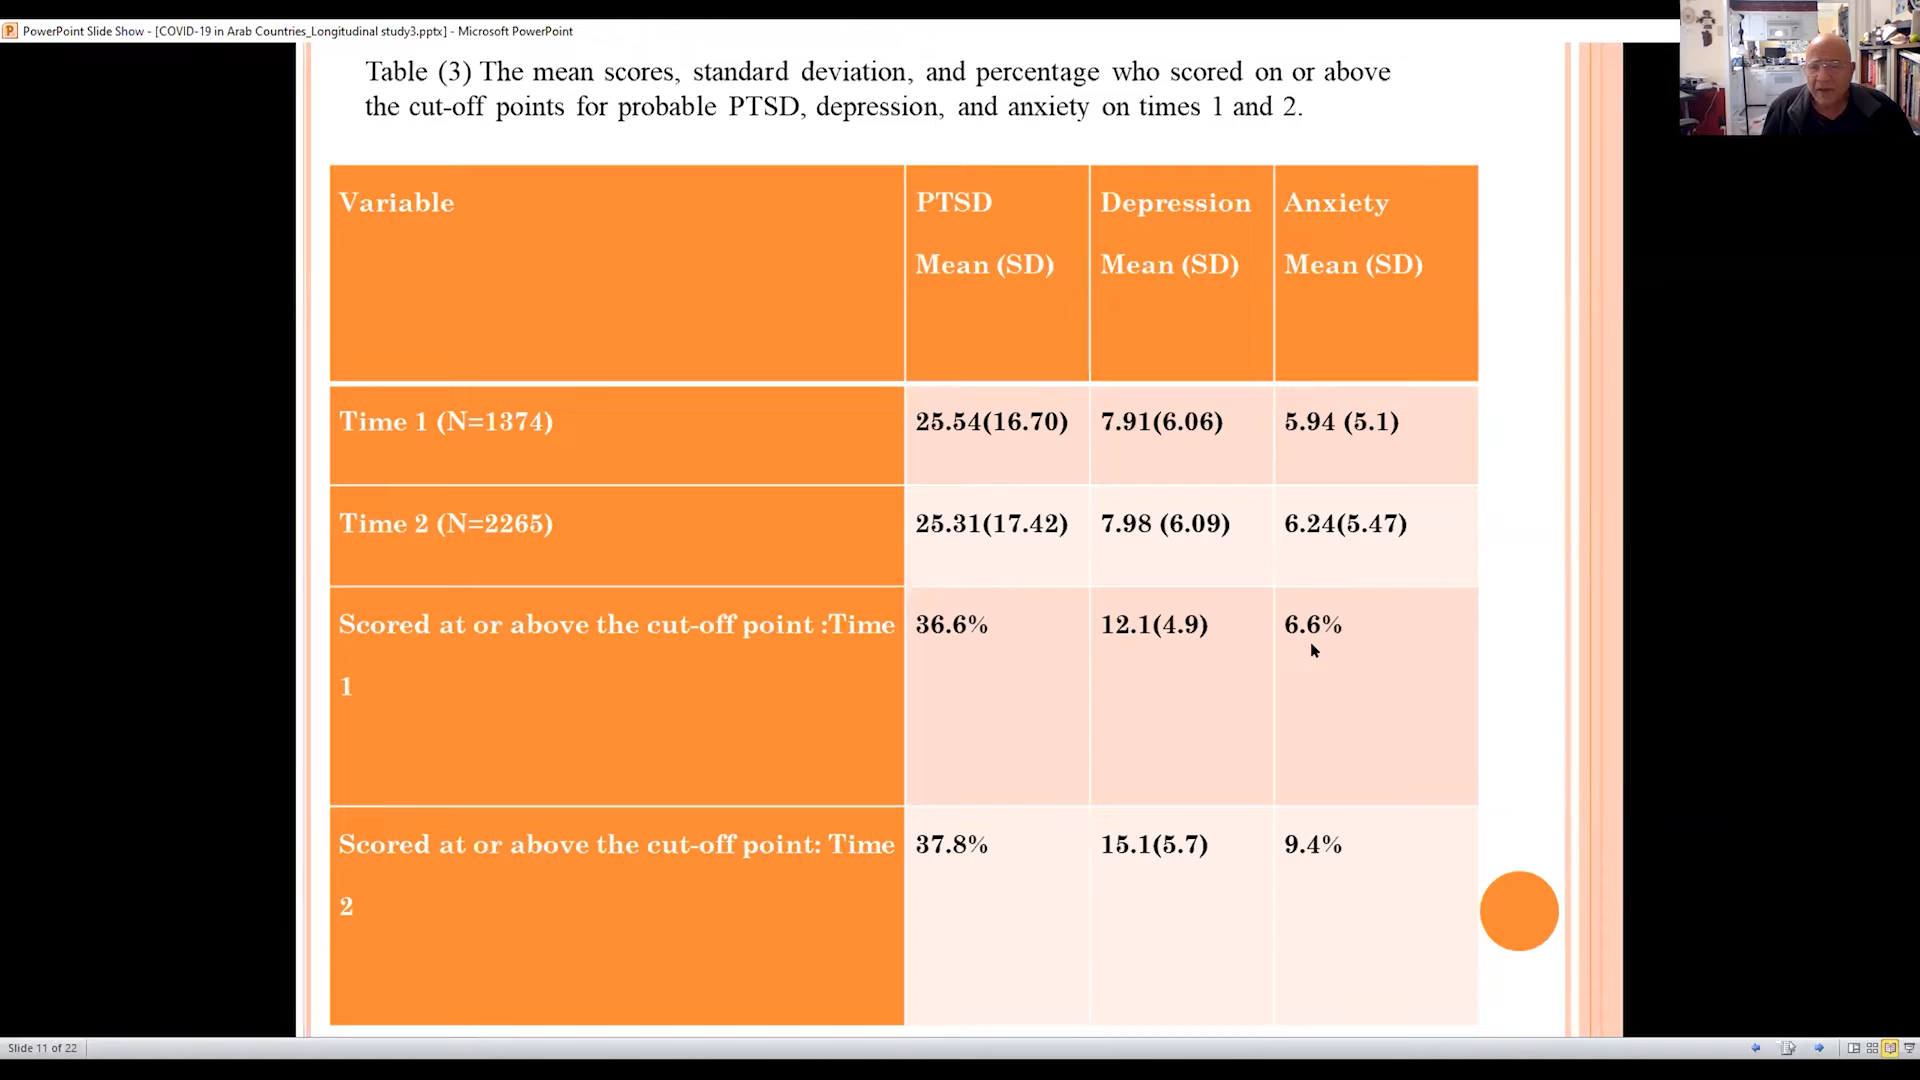 PowerPoint Slide Show - [COVID-19 in Arab Countries_Longitudinal study3.pptx] - Microsoft PowerPoint
Table (3) The mean scores, standard deviation, and percentage who scored on or above
the cut-off points for probable PTSD, depression, and anxiety on times 1 and 2.
Variable
PTSD
Mean (SD)
Depression
Mean (SD)
Anxiety
Mean (SD)
Time 1 (N=1374)
25.54(16.70)
7.91(6.06)
5.94 (5.1)
Time 2 (N=2265)
25.31(17.42)
7.98 (6.09)
6.24(5.47)
Scored at or above the cut-off point :Time
1
36.6%
12.1(4.9)
6.6%
Scored at or above the cut-off point: Time
2
37.8%
15.1(5.7)
9.4%
Slide 11 of 22